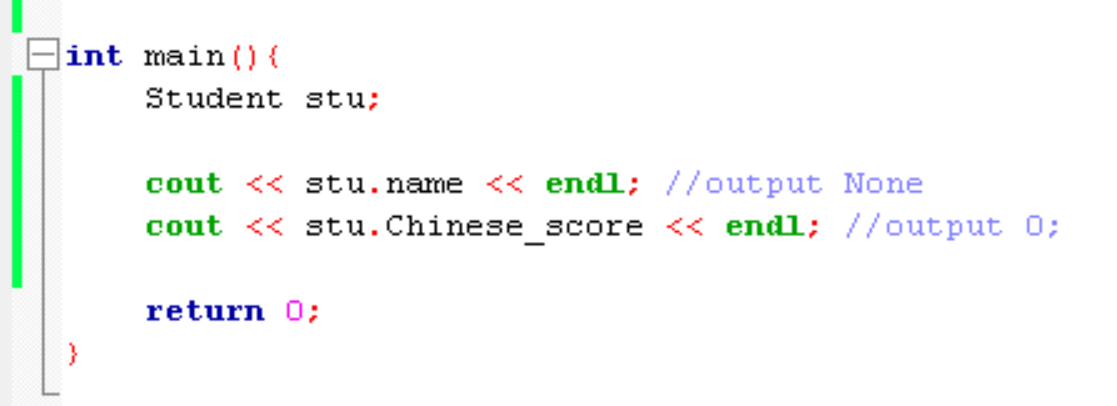 int main(){
Student stu;
cout << stu.name << endl; //output None
cout << stu.Chinese_score << endl; //output 0;
return 0;
}